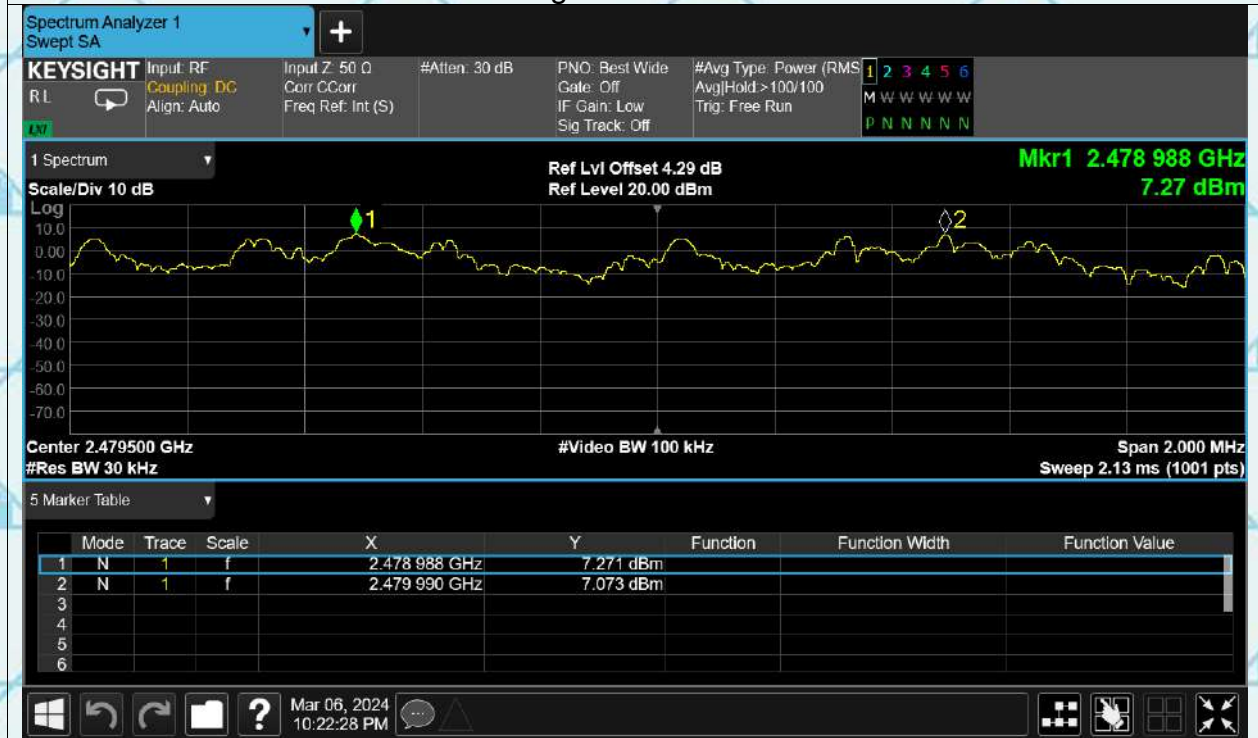 Spectrum Analyzer 1
Swept SA
+
KEYSIGHT
RL
LXI
Input: RF
Coupling: DC
Align: Auto
Input Z: 50 Ω
Corr CCorr
Freq Ref: Int (S)
#Atten: 30 dB
PNO: Best Wide
Gate: Off
IF Gain: Low
Sig Track: Off
#Avg Type: Power (RMS
Avg|Hold:>100/100
Trig: Free Run
1 2 3 4 5 6
M W W W W W
P N N N N N
1 Spectrum
Scale/Div 10 dB
Ref Lvl Offset 4.29 dB
Ref Level 20.00 dBm
Mkr1 2.478 988 GHz
7.27 dBm
Log
1
2
10.0
0.00
-10.0
-20.0
-30.0
-40.0
-50.0
-60.0
-70.0
Center 2.479500 GHz
#Video BW 100 kHz
Span 2.000 MHz
#Res BW 30 kHz
Sweep 2.13 ms (1001 pts)
5 Marker Table
Mode Trace Scale X Y Function Function Width Function Value
1 N 1 f 2.478 988 GHz 7.271 dBm
2 N 1 f 2.479 990 GHz 7.073 dBm
3
4
5
6
?
Mar 06, 2024
10:22:28 PM